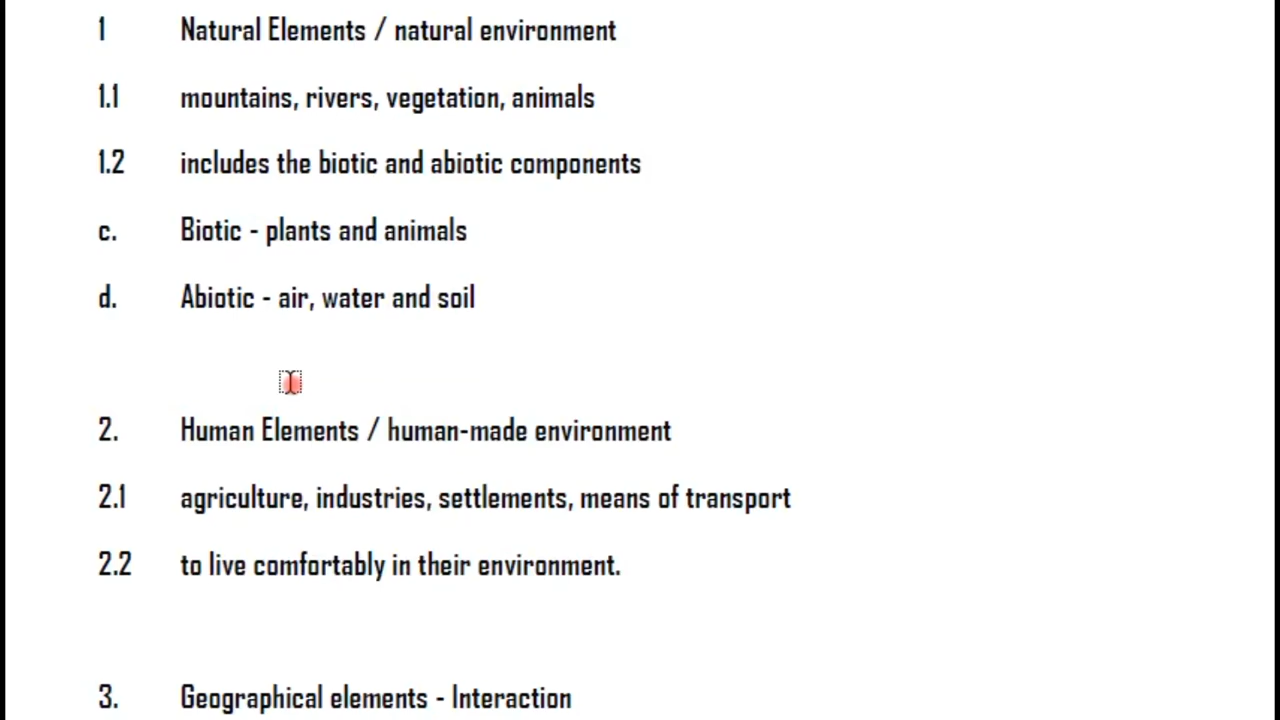 1 Natural Elements / natural environment
1.1 mountains, rivers, vegetation, animals
1.2 includes the biotic and abiotic components
c. Biotic - plants and animals
d. Abiotic - air, water and soil
2. Human Elements / human-made environment
2.1 agriculture, industries, settlements, means of transport
2.2 to live comfortably in their environment.
3. Geographical elements - Interaction